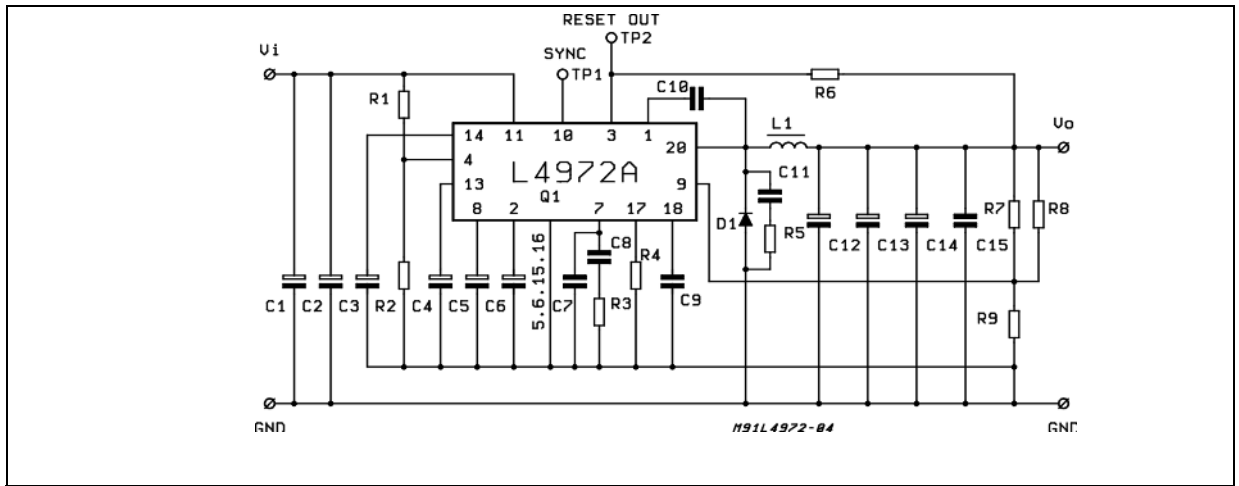 RESET OUT
TP2
Vi
SYNC
TP1
C10
R6
R1
L1
Vo
14 11 10 3 1
20
4
L4972A
13
Q1
9
C11
8 2 7 17 18
D1
R7 R8
C8
R4
R5
C12 C13 C14 C15
5.6.15.16
C1 C2 C3 R2 C4 C5 C6 C7 R3 C9
R9
M91L4972-04
GND GND